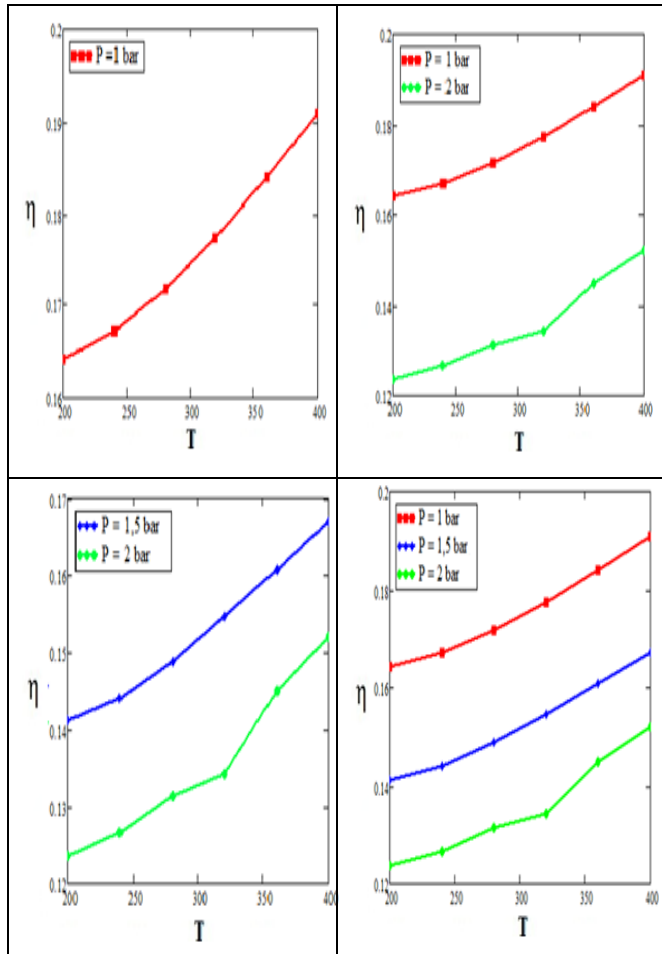 0.2
P =1 bar
0.19
η
0.18
0.17
0.16
200
250
300
350
400
T
0.2
P = 1 bar
P = 2 bar
0.18
η
0.16
0.14
0.12
200
250
300
350
400
T
0.17
P = 1,5 bar
P = 2 bar
0.16
0.15
η
0.14
0.13
0.12
200
250
300
350
400
T
0.2
P = 1 bar
P = 1,5 bar
P = 2 bar
0.18
η
0.16
0.14
0.12
200
250
300
350
400
T